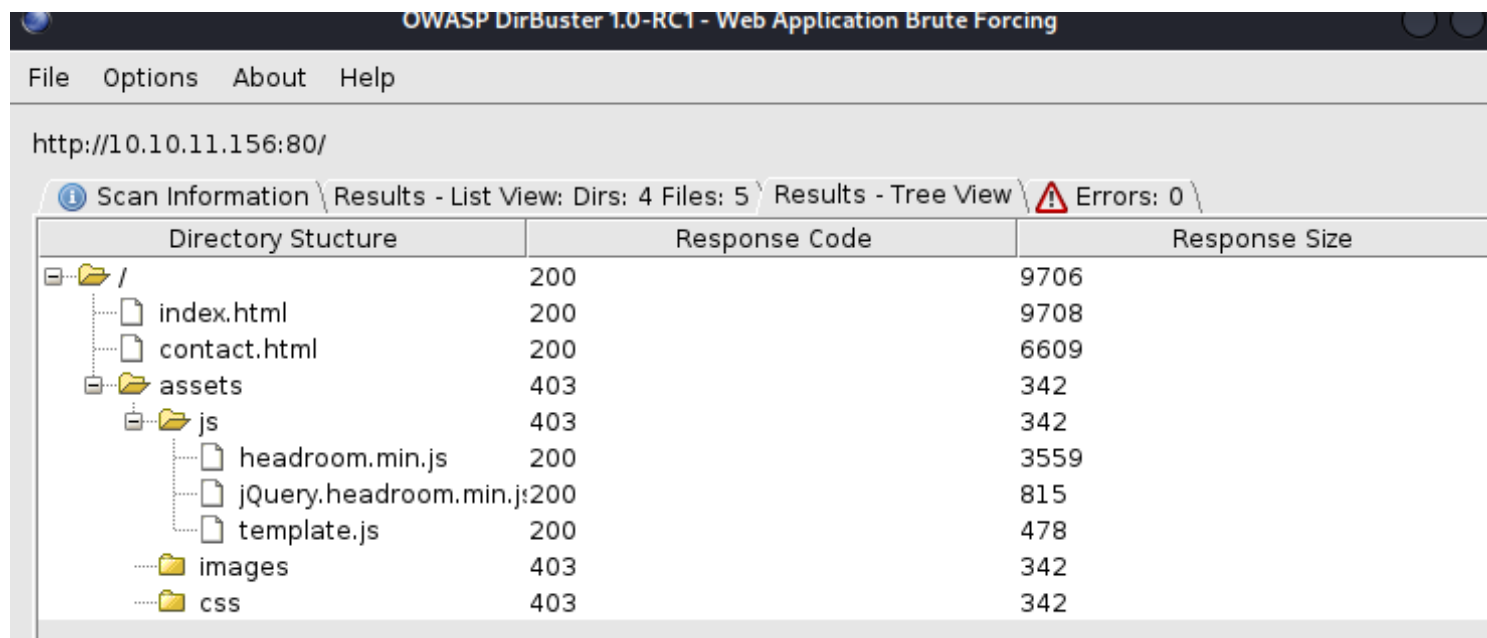 OWASP DirBuster 1.0-RC1 - Web Application Brute Forcing
File Options About Help
http://10.10.11.156:80/
Scan Information Results - List View: Dirs: 4 Files: 5 Results - Tree View Errors: 0
Directory Stucture Response Code Response Size
/ 200 9706
index.html 200 9708
contact.html 200 6609
assets 403 342
js 403 342
headroom.min.js 200 3559
jQuery.headroom.min.js 200 815
template.js 200 478
images 403 342
css 403 342